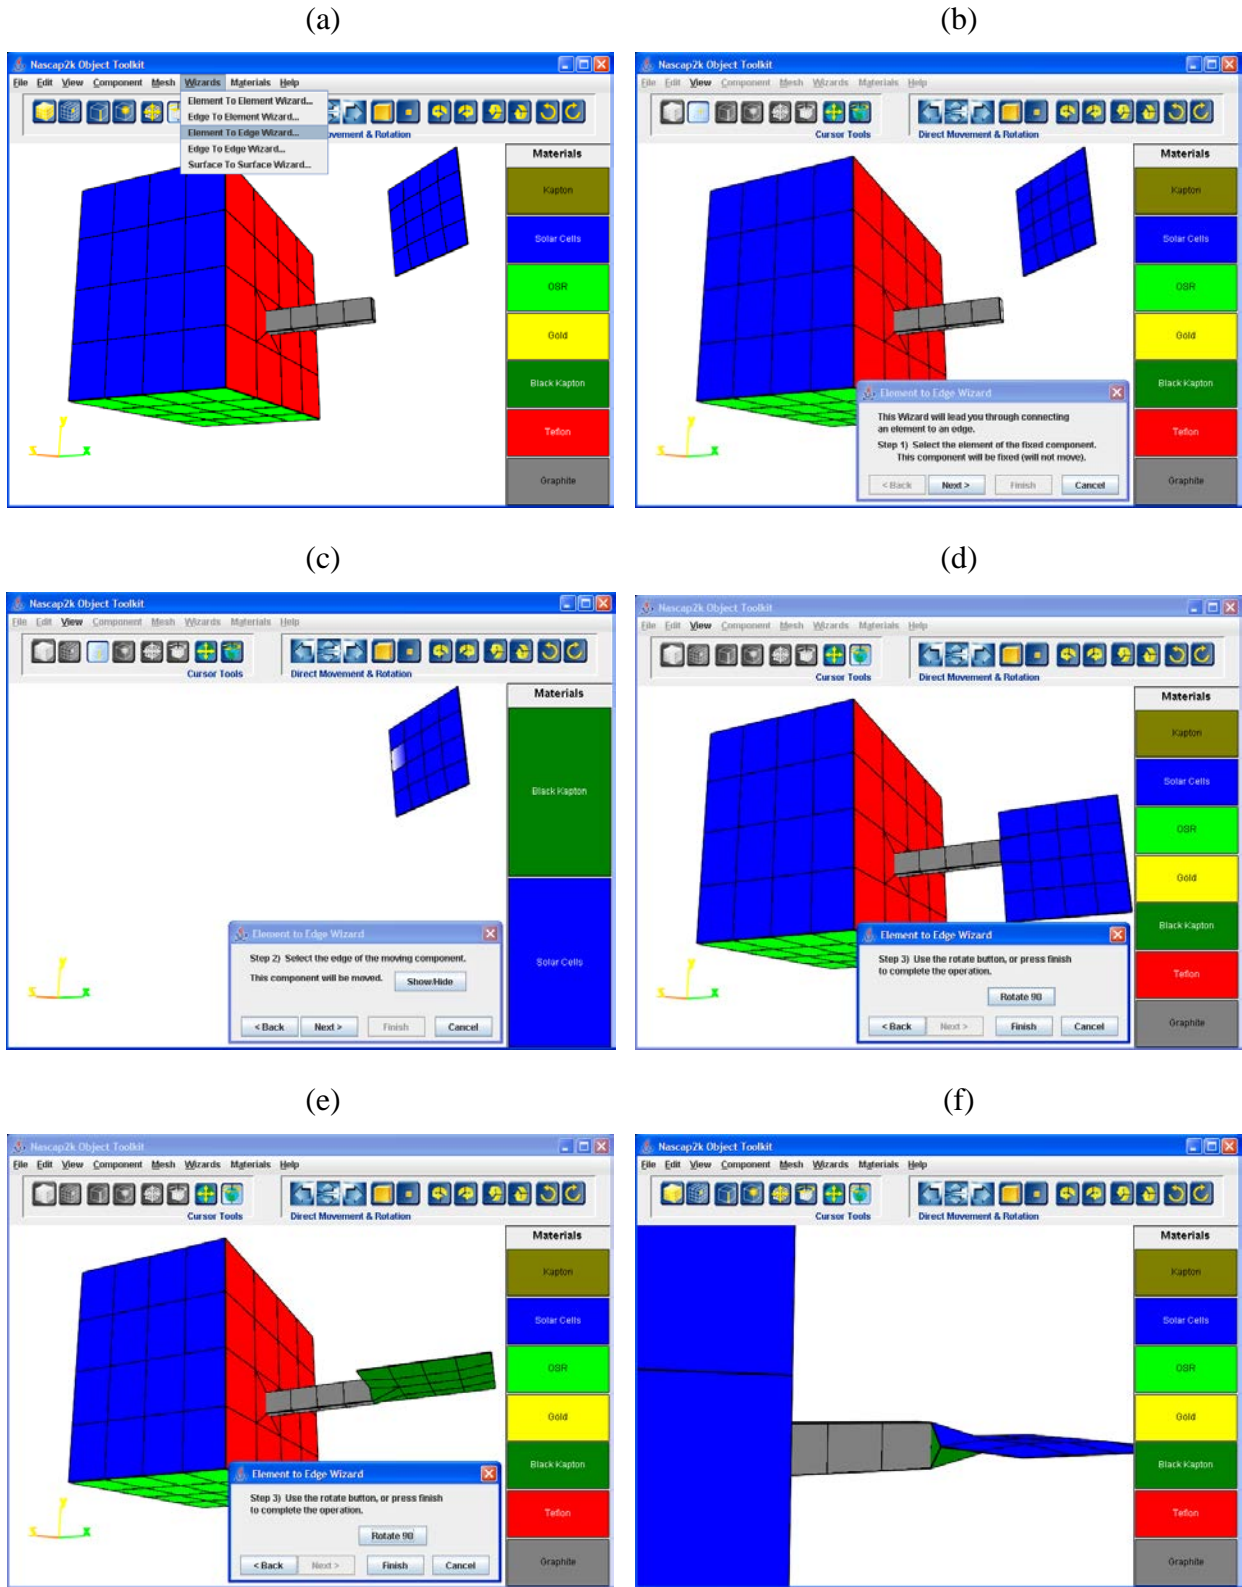 (a)
Nascap2k Object Toolkit
File Edit View Component Mesh Wizards Materials Help
Element To Element Wizard...
Edge To Element Wizard...
Element To Edge Wizard...
Edge To Edge Wizard...
Surface To Surface Wizard...
vement & Rotation
Materials
Kapton
Solar Cells
OSR
Gold
Black Kapton
Teflon
Graphite
y
z x
(b)
Nascap2k Object Toolkit
File Edit View Component Mesh Wizards Materials Help
Cursor Tools
Direct Movement & Rotation
Materials
Kapton
Solar Cells
OSR
Gold
Black Kapton
Teflon
Graphite
Element to Edge Wizard
This Wizard will lead you through connecting
an element to an edge.
Step 1) Select the element of the fixed component.
This component will be fixed (will not move).
< Back Next > Finish Cancel
y
z x
(c)
Nascap2k Object Toolkit
File Edit View Component Mesh Wizards Materials Help
Cursor Tools
Direct Movement & Rotation
Materials
Black Kapton
Solar Cells
Element to Edge Wizard
Step 2) Select the edge of the moving component.
This component will be moved. Show/Hide
< Back Next > Finish Cancel
y
z x
(d)
Nascap2k Object Toolkit
File Edit View Component Mesh Wizards Materials Help
Cursor Tools
Direct Movement & Rotation
Materials
Kapton
Solar Cells
OSR
Gold
Black Kapton
Teflon
Graphite
Element to Edge Wizard
Step 3) Use the rotate button, or press finish
to complete the operation.
Rotate 90
< Back Next > Finish Cancel
y
z x
(e)
Nascap2k Object Toolkit
File Edit View Component Mesh Wizards Materials Help
Cursor Tools
Direct Movement & Rotation
Materials
Kapton
Solar Cells
OSR
Gold
Black Kapton
Teflon
Graphite
Element to Edge Wizard
Step 3) Use the rotate button, or press finish
to complete the operation.
Rotate 90
< Back Next > Finish Cancel
y
z x
(f)
Nascap2k Object Toolkit
File Edit View Component Mesh Wizards Materials Help
Cursor Tools
Direct Movement & Rotation
Materials
Kapton
Solar Cells
OSR
Gold
Black Kapton
Teflon
Graphite